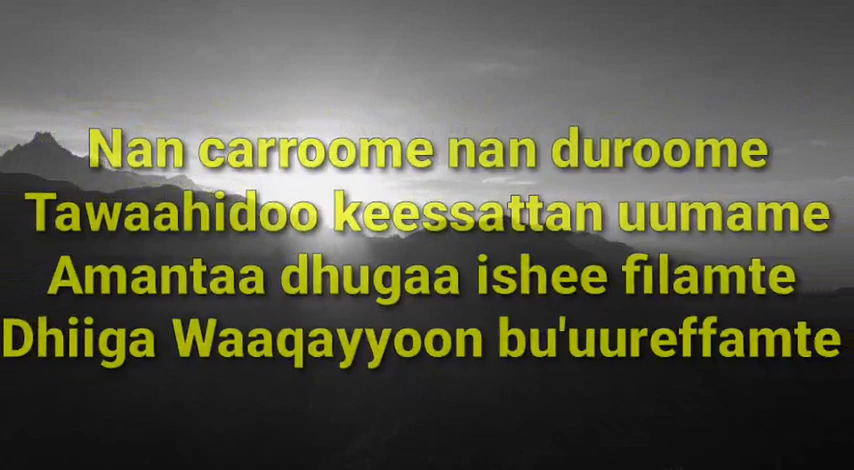 Nan carroome nan duroome
Tawaahidoo keessattan uumame
Amantaa dhugaa ishee filamte
Dhiiga Waaqayyoon bu'uureffamte